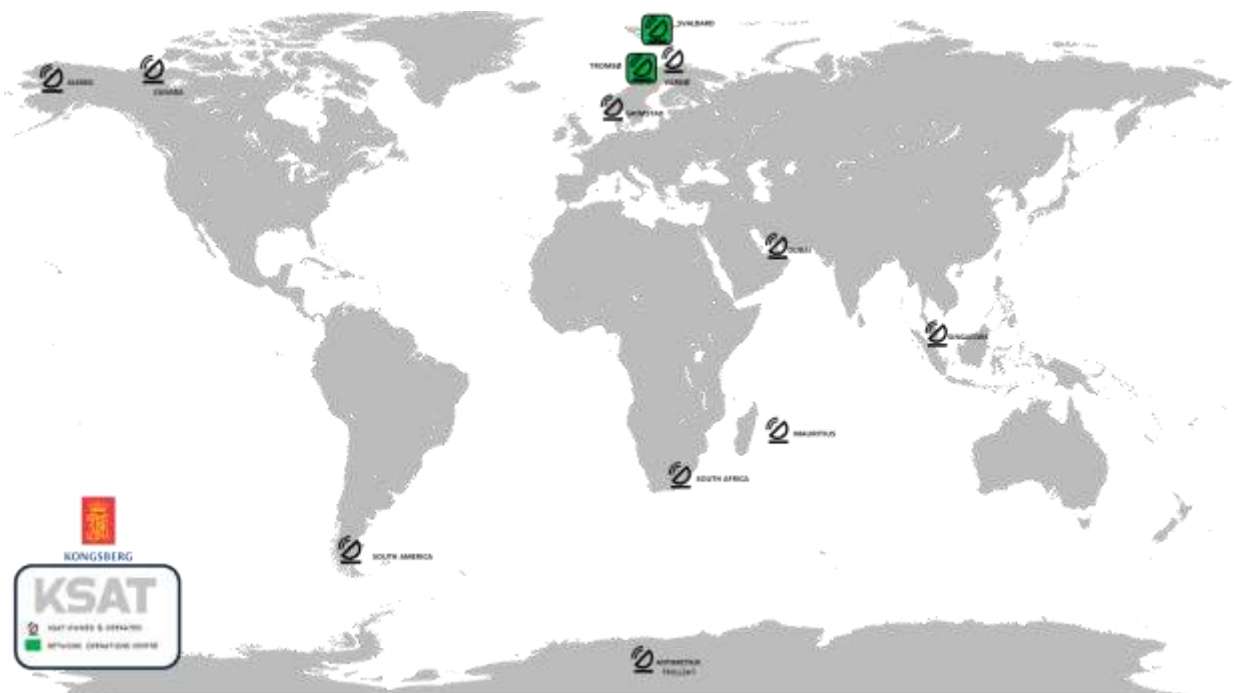 SVALBARD
TROMSØ
VARDØ
ALASKA
CANADA
GRIMSTAD
DUBAI
SINGAPORE
MAURITIUS
SOUTH AFRICA
SOUTH AMERICA
KONGSBERG
KSAT
KSAT OWNED & OPERATED
NETWORK OPERATIONS CENTRE
ANTARCTICA
TROLLSAT